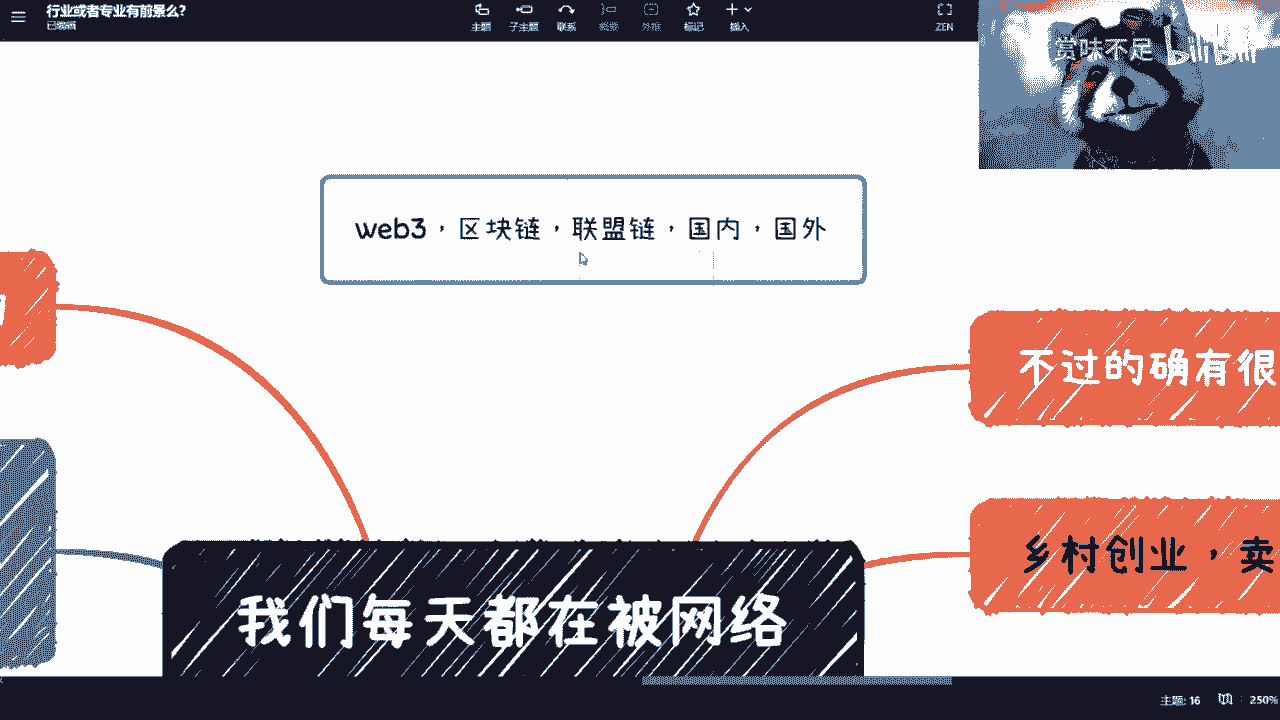 行业或者专业有前景么?
已编辑
主题
子主题
联系
概要
外框
标记
插入
ZEN
赏味不足 bilibili
web3，区块链，联盟链，国内，国外
不过的确有很
乡村创业，卖
我们每天都在被网络
主题: 16
250%